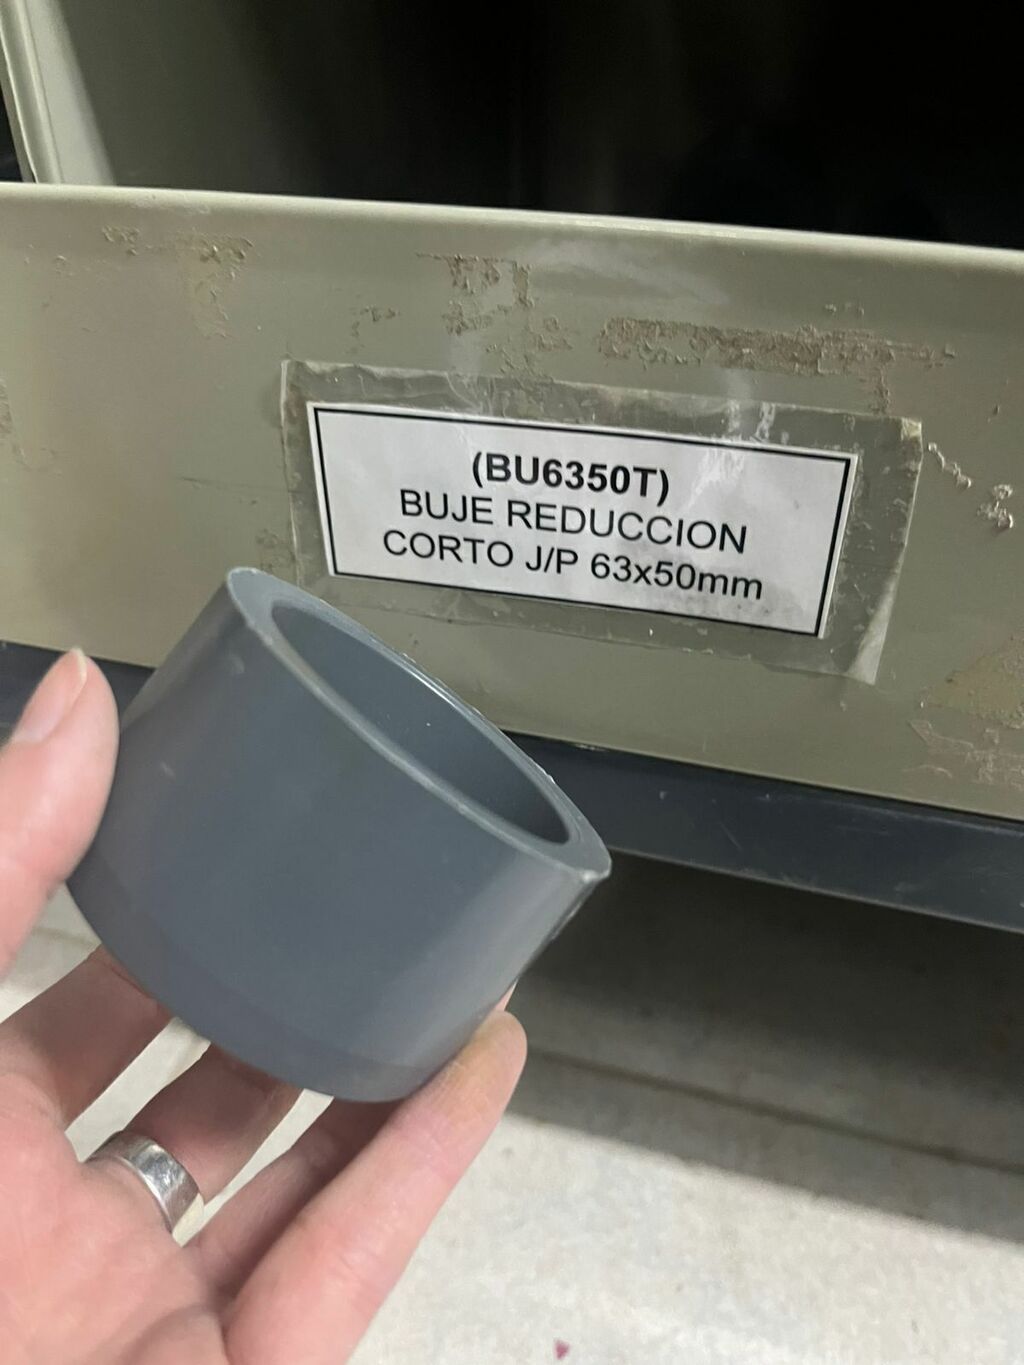 (BU6350T)
BUJE REDUCCION
CORTO J/P 63x50mm